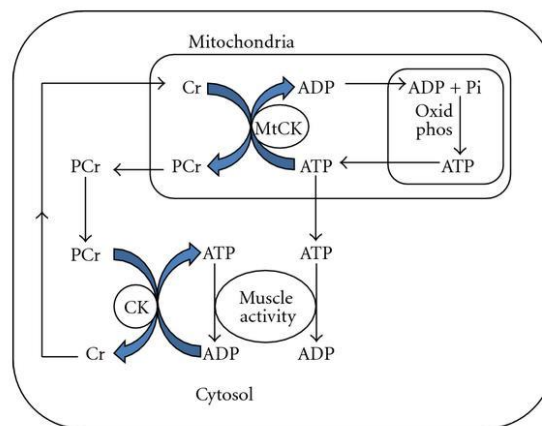 Mitochondria
Cr
ADP
ADP + Pi
MtCK
Oxid
phos
PCr
PCr
ATP
ATP
PCr
ATP
ATP
CK
Muscle
activity
Cr
ADP
ADP
Cytosol